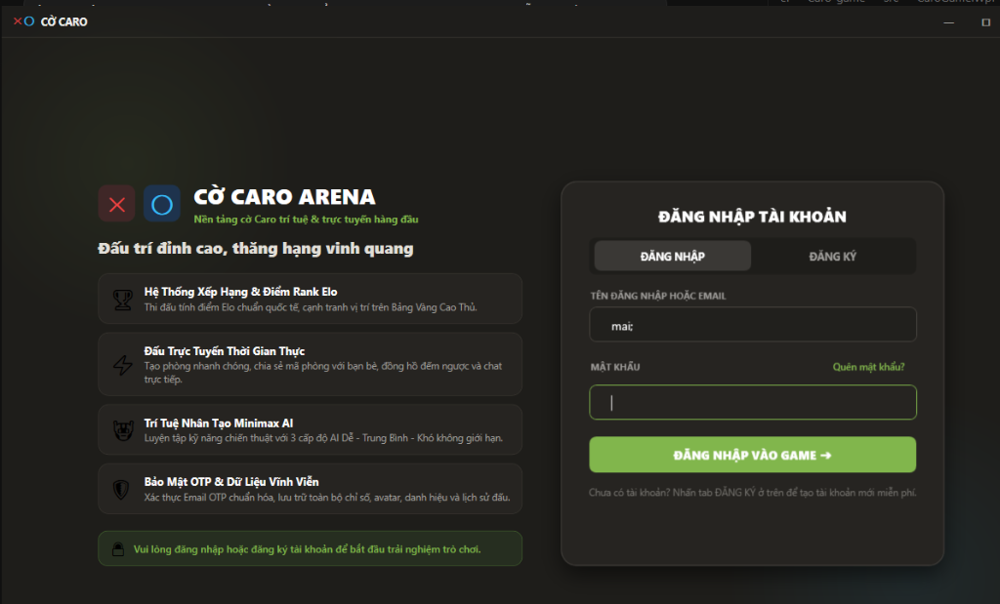 CỜ CARO
CỜ CARO ARENA
Nền tảng cờ Caro trí tuệ & trực tuyến hàng đầu
Đấu trí đỉnh cao, thăng hạng vinh quang
Hệ Thống Xếp Hạng & Điểm Rank Elo
Thi đấu tính điểm Elo chuẩn quốc tế, cạnh tranh vị trí trên Bảng Vàng Cao Thủ.
Đấu Trực Tuyến Thời Gian Thực
Tạo phòng nhanh chóng, chia sẻ mã phòng với bạn bè, đồng hồ đếm ngược và chat
trực tiếp.
Trí Tuệ Nhân Tạo Minimax AI
Luyện tập kỹ năng chiến thuật với 3 cấp độ AI Dễ - Trung Bình - Khó không giới hạn.
Bảo Mật OTP & Dữ Liệu Vĩnh Viễn
Xác thực Email OTP chuẩn hóa, lưu trữ toàn bộ chỉ số, avatar, danh hiệu và lịch sử đấu.
Vui lòng đăng nhập hoặc đăng ký tài khoản để bắt đầu trải nghiệm trò chơi.
ĐĂNG NHẬP TÀI KHOẢN
ĐĂNG NHẬP
ĐĂNG KÝ
TÊN ĐĂNG NHẬP HOẶC EMAIL
mai;
MẬT KHẨU
Quên mật khẩu?
ĐĂNG NHẬP VÀO GAME ➔
Chưa có tài khoản? Nhấn tab ĐĂNG KÝ ở trên để tạo tài khoản mới miễn phí.